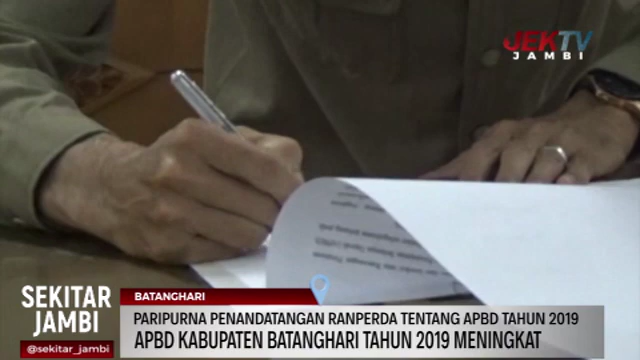 JEKTV
JAMBI
BATANGHARI
SEKITAR
JAMBI
@sekitar_jambi
PARIPURNA PENANDATANGAN RANPERDA TENTANG APBD TAHUN 2019
APBD KABUPATEN BATANGHARI TAHUN 2019 MENINGKAT